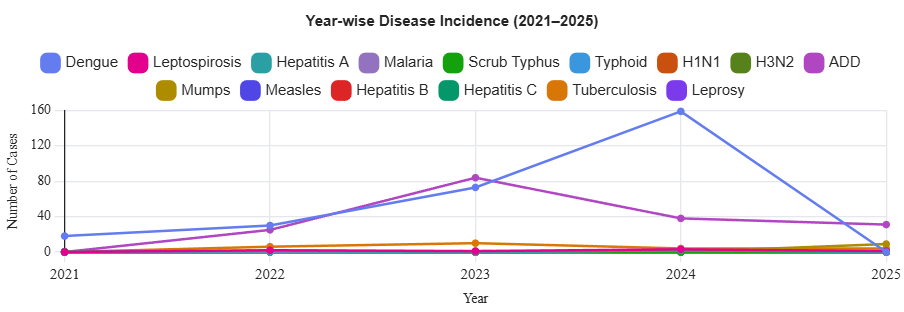 Year-wise Disease Incidence (2021–2025)
Dengue Leptospirosis Hepatitis A Malaria Scrub Typhus Typhoid H1N1 H3N2 ADD
Mumps Measles Hepatitis B Hepatitis C Tuberculosis Leprosy
160
120
80
40
0
Number of Cases
2021 2022 2023 2024 2025
Year